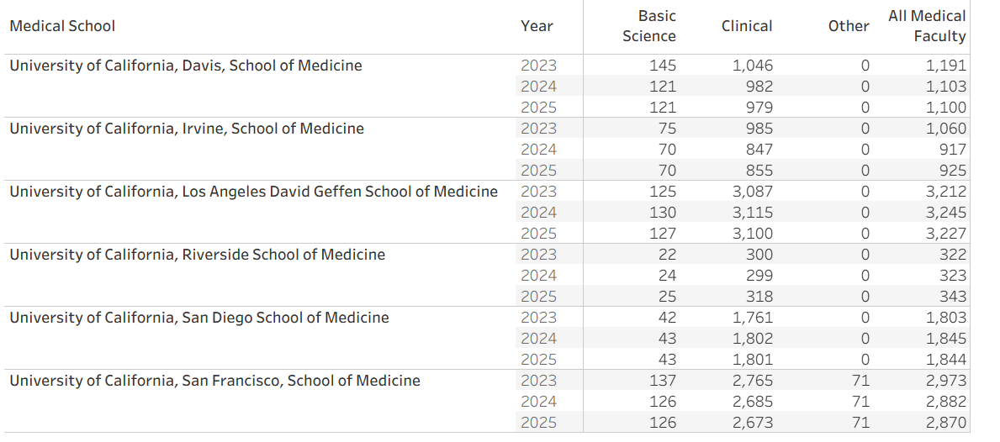 Medical School Year Basic Science Clinical Other All Medical Faculty
University of California, Davis, School of Medicine 2023 145 1,046 0 1,191
2024 121 982 0 1,103
2025 121 979 0 1,100
University of California, Irvine, School of Medicine 2023 75 985 0 1,060
2024 70 847 0 917
2025 70 855 0 925
University of California, Los Angeles David Geffen School of Medicine 2023 125 3,087 0 3,212
2024 130 3,115 0 3,245
2025 127 3,100 0 3,227
University of California, Riverside School of Medicine 2023 22 300 0 322
2024 24 299 0 323
2025 25 318 0 343
University of California, San Diego School of Medicine 2023 42 1,761 0 1,803
2024 43 1,802 0 1,845
2025 43 1,801 0 1,844
University of California, San Francisco, School of Medicine 2023 137 2,765 71 2,973
2024 126 2,685 71 2,882
2025 126 2,673 71 2,870